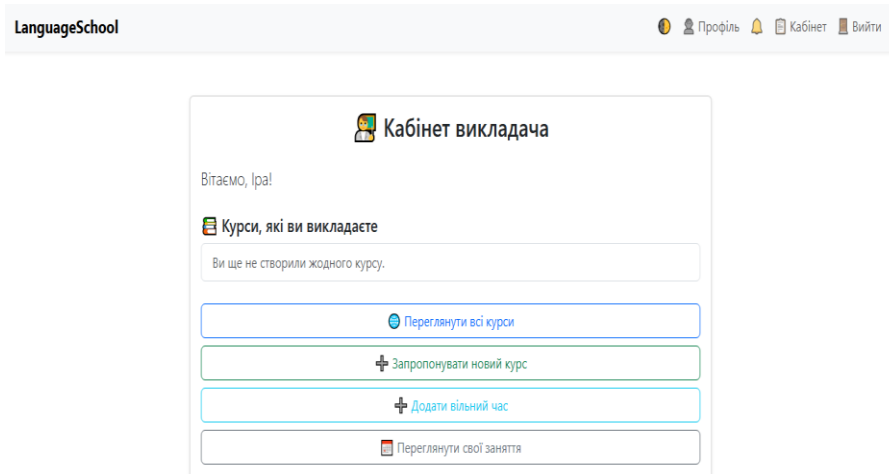 LanguageSchool
Профіль
Кабінет
Вийти
Кабінет викладача
Вітаємо, Іра!
Курси, які ви викладаєте
Ви ще не створили жодного курсу.
Переглянути всі курси
Запропонувати новий курс
Додати вільний час
Переглянути свої заняття